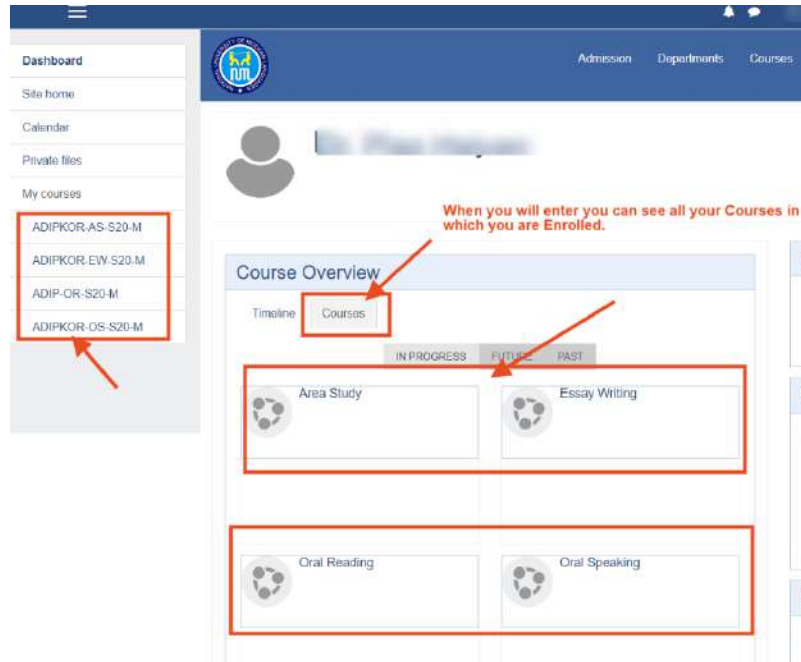 Dashboard
Site home
Calendar
Private files
My courses
ADIPKOR-AS-S20-M
ADIPKOR-EW-S20-M
ADIP-OR-S20-M
ADIPKOR-OS-S20-M
Admission Departments Courses
When you will enter you can see all your Courses in
which you are Enrolled.
Course Overview
Timeline Courses
IN PROGRESS FUTURE PAST
Area Study Essay Writing
Oral Reading Oral Speaking